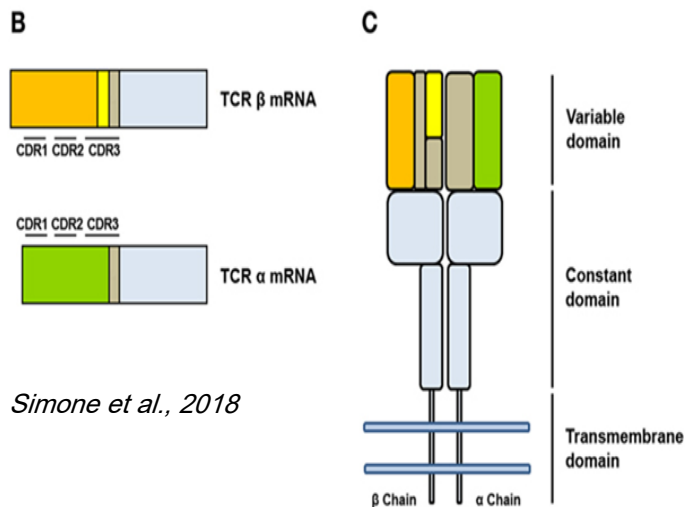 B
TCR β mRNA
CDR1 CDR2 CDR3
CDR1 CDR2 CDR3
TCR α mRNA
Simone et al., 2018
C
Variable
domain
Constant
domain
Transmembrane
domain
β Chain α Chain